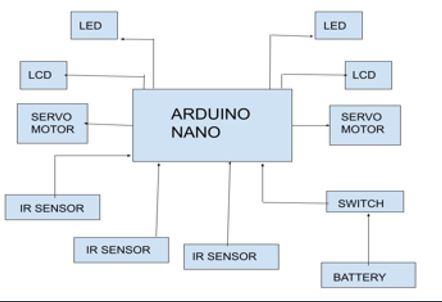 LED
LED
LCD
LCD
ARDUINO
NANO
SERVO
MOTOR
SERVO
MOTOR
IR SENSOR
SWITCH
IR SENSOR
IR SENSOR
BATTERY